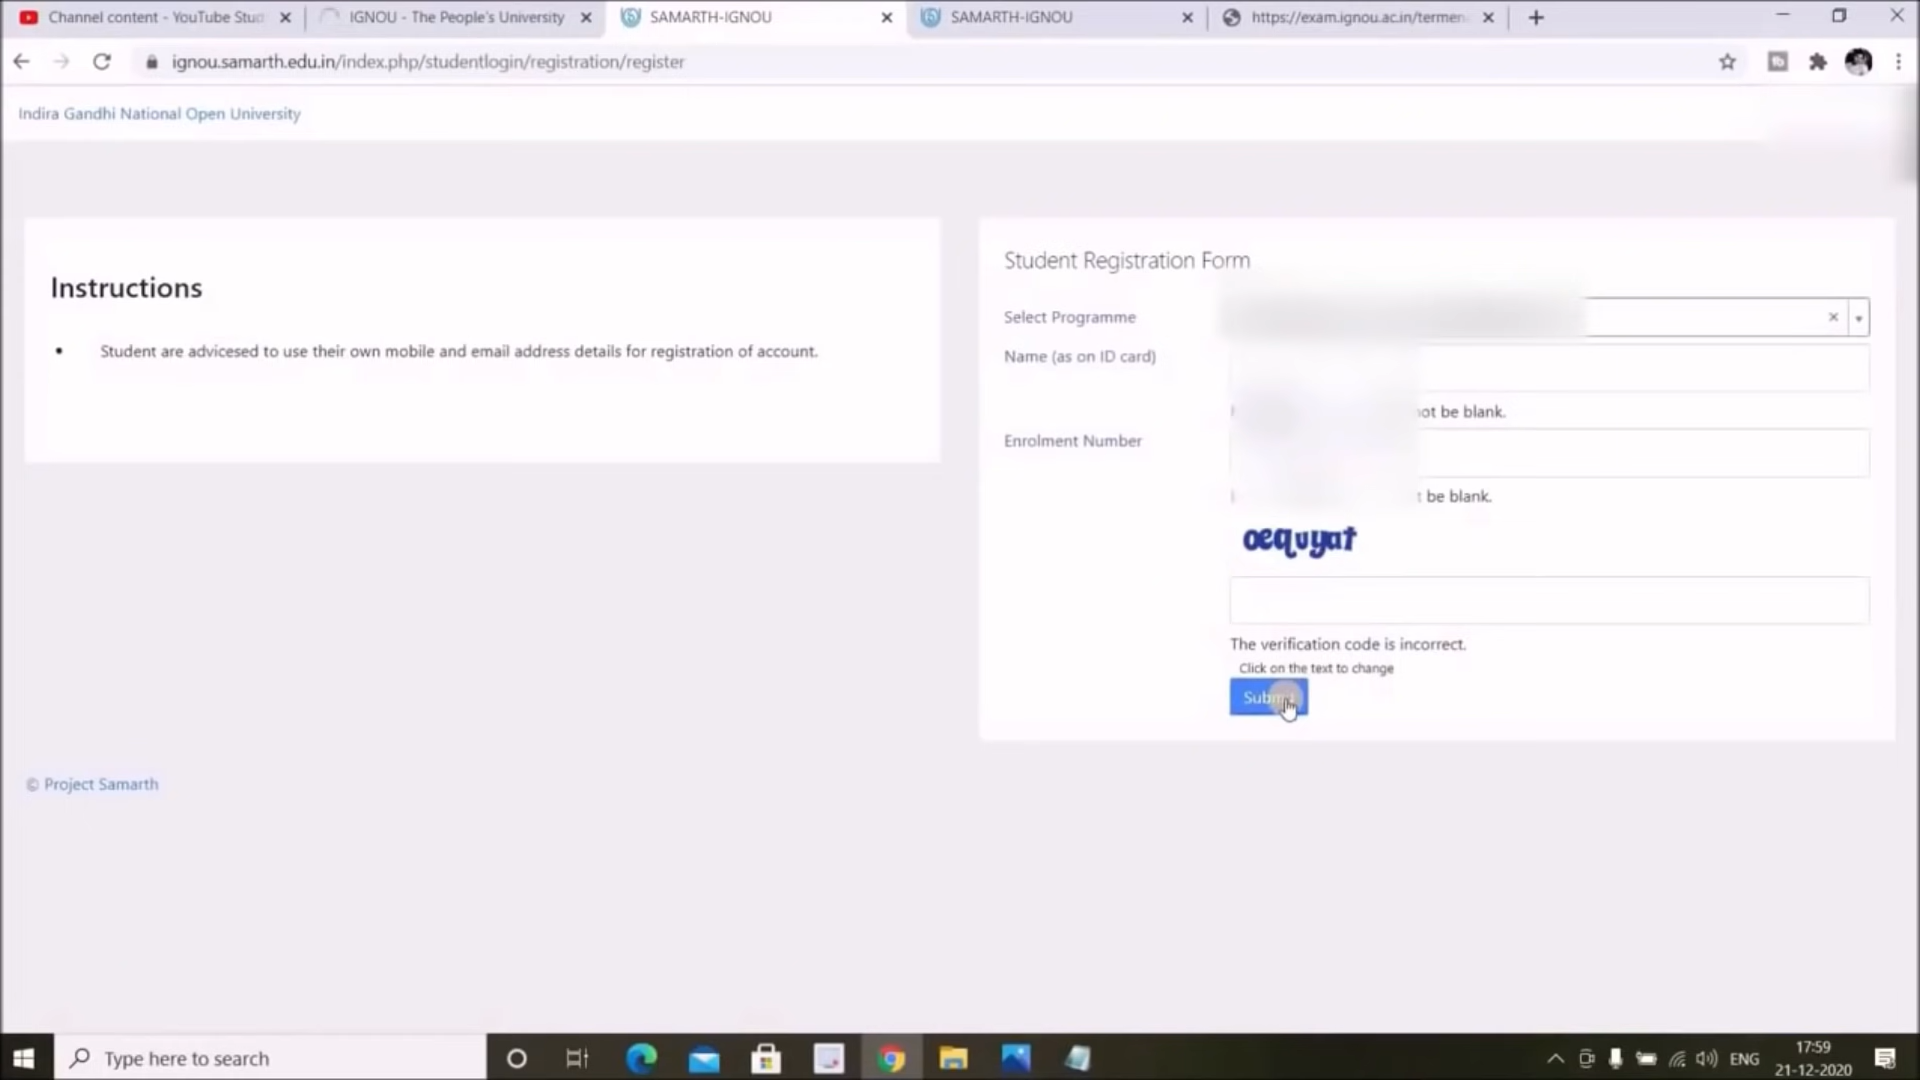 Channel content - YouTube Stud
IGNOU - The People's University
SAMARTH-IGNOU
SAMARTH-IGNOU
https://exam.ignou.ac.in/termen
ignou.samarth.edu.in/index.php/studentlogin/registration/register
Indira Gandhi National Open University
Instructions
• Student are advicesed to use their own mobile and email address details for registration of account.
Student Registration Form
Select Programme
Name (as on ID card)
not be blank.
Enrolment Number
be blank.
oequyat
The verification code is incorrect.
Click on the text to change
Submit
© Project Samarth
Type here to search
ENG
17:59
21-12-2020